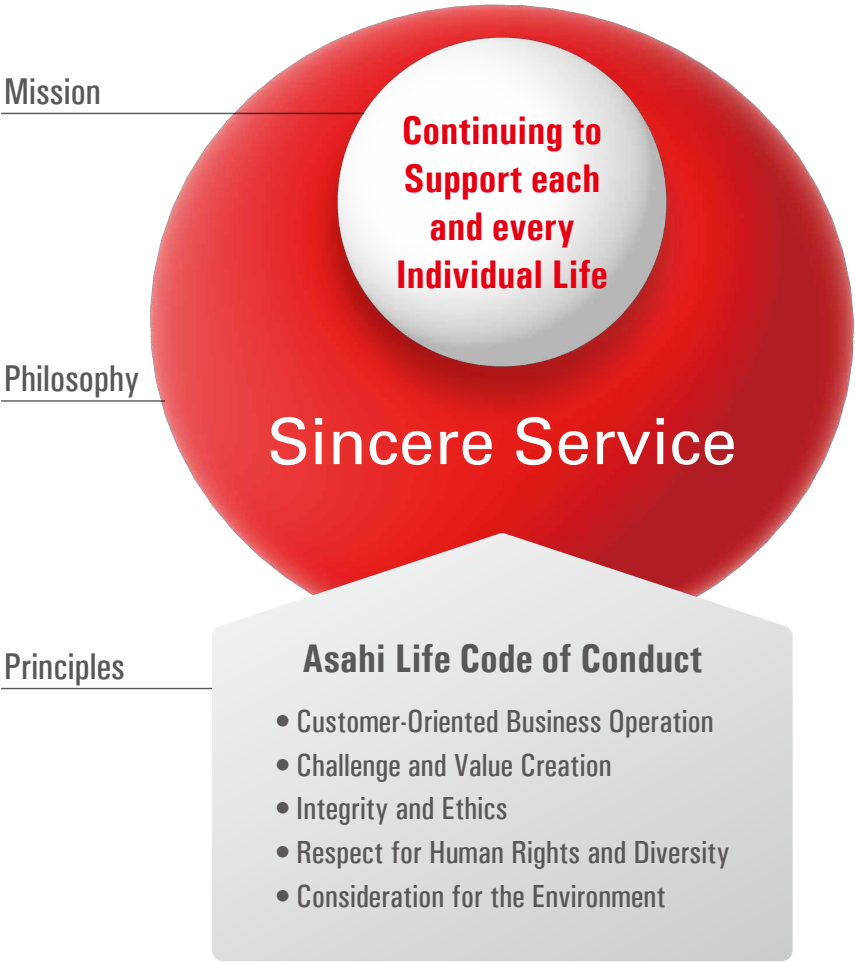 Mission
Continuing to
Support each
and every
Individual Life
Philosophy
Sincere Service
Principles
Asahi Life Code of Conduct
• Customer-Oriented Business Operation
• Challenge and Value Creation
• Integrity and Ethics
• Respect for Human Rights and Diversity
• Consideration for the Environment